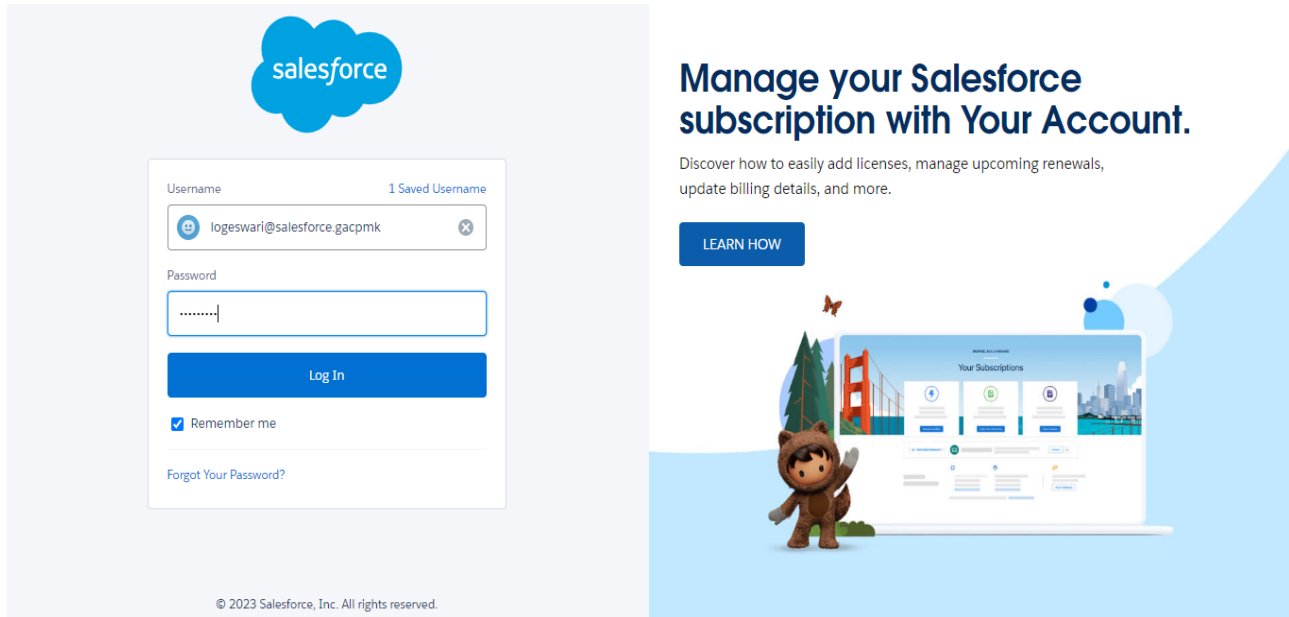 salesforce
Username
1 Saved Username
logeswari@salesforce.gacpmk
Password
.........
Log In
Remember me
Forgot Your Password?
© 2023 Salesforce, Inc. All rights reserved.
Manage your Salesforce
subscription with Your Account.
Discover how to easily add licenses, manage upcoming renewals,
update billing details, and more.
LEARN HOW
Your Subscriptions